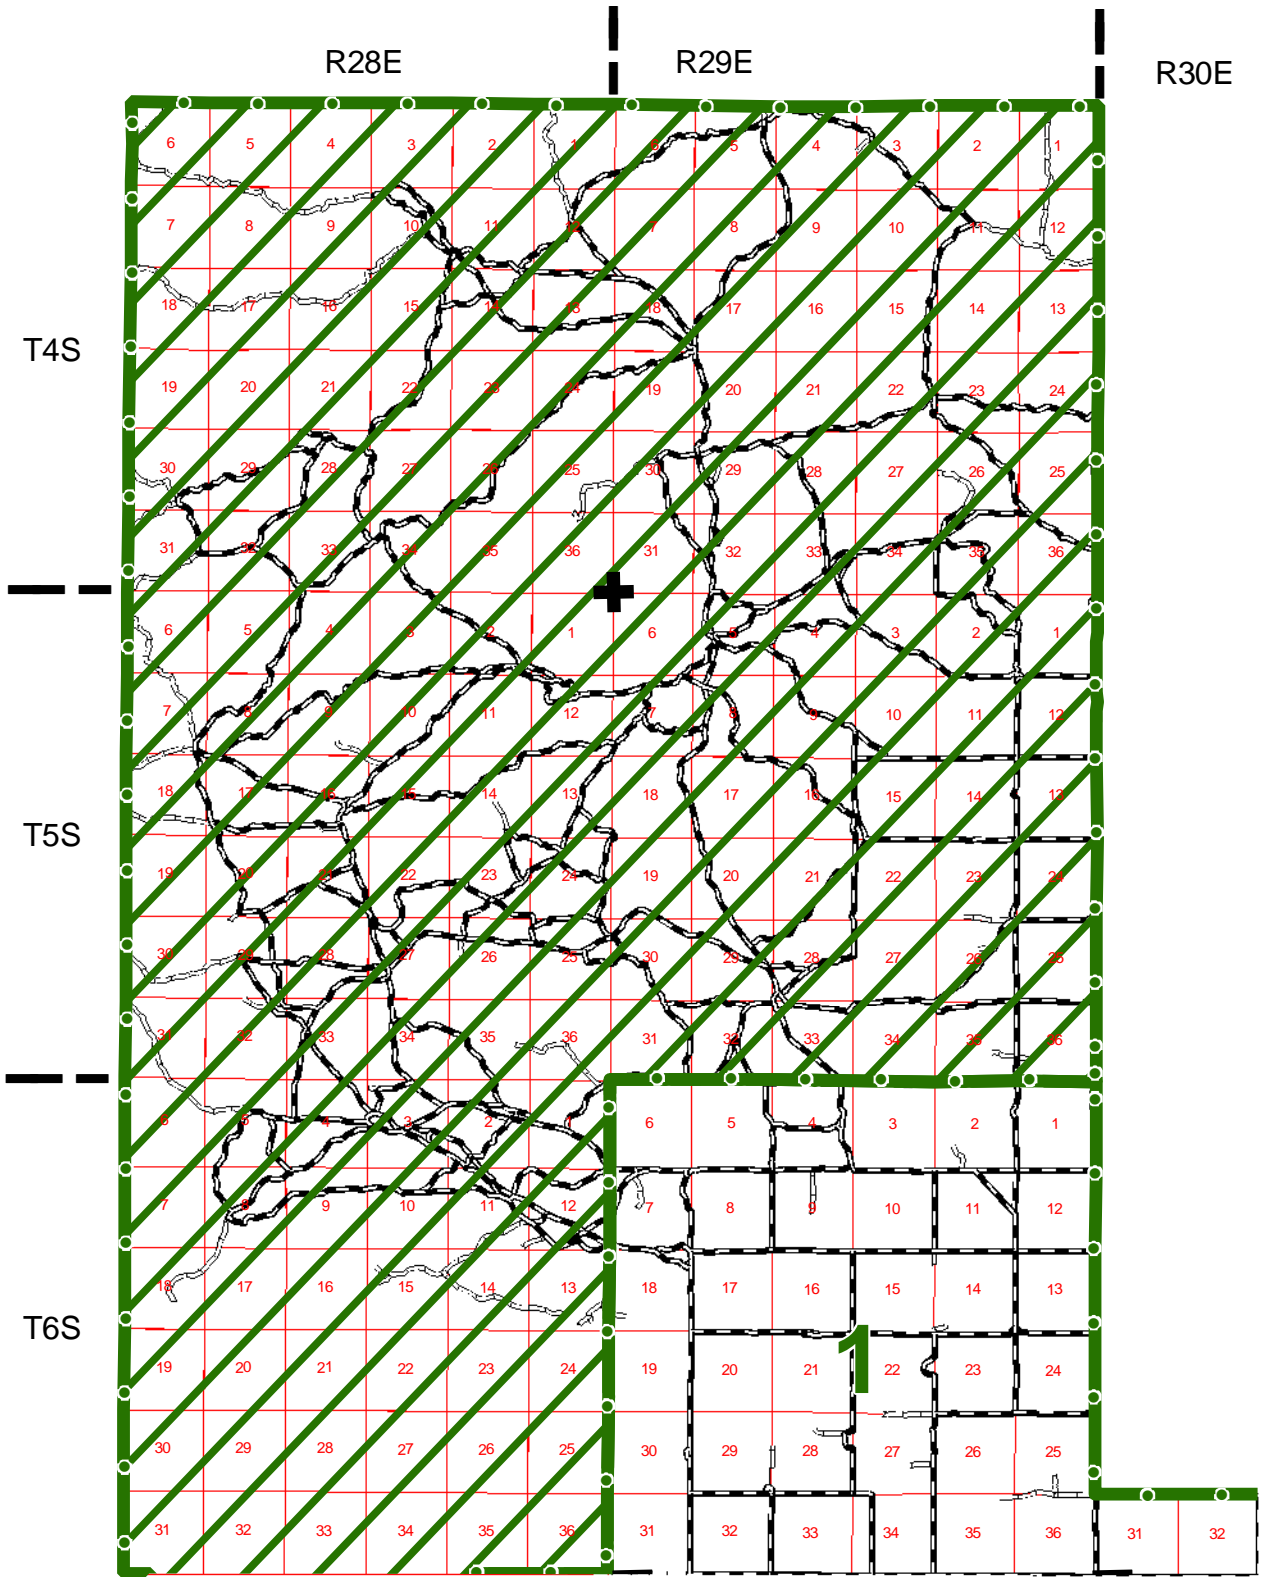 R28E R29E R30E
6 5 4 3 2 1 6 5 4 3 2 1
7 8 9 10 11 12 7 8 9 10 11 12
18 17 16 15 14 13 18 17 16 15 14 13
T4S
19 20 21 22 23 24 19 20 21 22 23 24
30 29 28 27 26 25 30 29 28 27 26 25
31 32 33 34 35 36 31 32 33 34 35 36
6 5 4 3 2 1 6 5 4 3 2 1
7 8 9 10 11 12 7 8 9 10 11 12
18 17 16 15 14 13 18 17 16 15 14 13
T5S
19 20 21 22 23 24 19 20 21 22 23 24
30 29 28 27 26 25 30 29 28 27 26 25
31 32 33 34 35 36 31 32 33 34 35 36
6 5 4 3 2 1 6 5 4 3 2 1
7 8 9 10 11 12 7 8 9 10 11 12
18 17 16 15 14 13 18 17 16 15 14 13
T6S
1
19 20 21 22 23 24 19 20 21 22 23 24
30 29 28 27 26 25 30 29 28 27 26 25
31 32 33 34 35 36 31 32 33 34 35 36 31 32